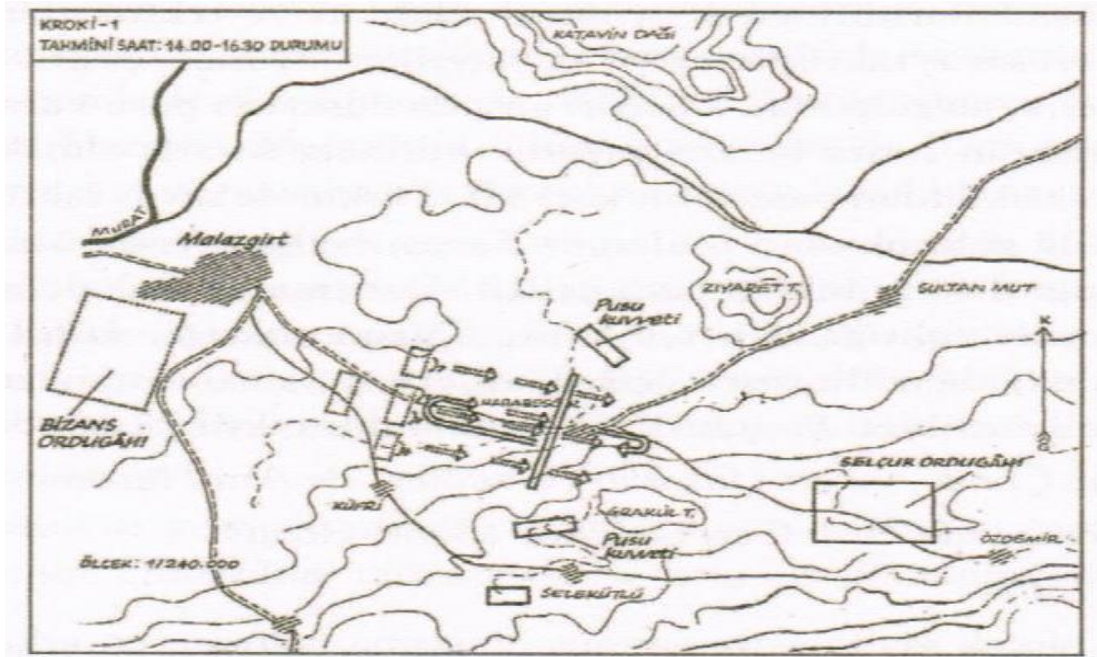 KROKİ-1
TAHMİNİ SAAT: 14.00-16.30 DURUMU
KATAVİN DAĞI
MURAT
Malazgirt
ZİYARET T.
SULTAN MUT
Pusu
kuvveti
K
BİZANS
ORDUGÂHI
SELÇUK ORDUGÂHI
KÜFRİ
GRAKÜL T.
Pusu
kuvveti
ÖZDEMİR
ÖLÇEK: 1/240.000
SELEKÜTLÜ